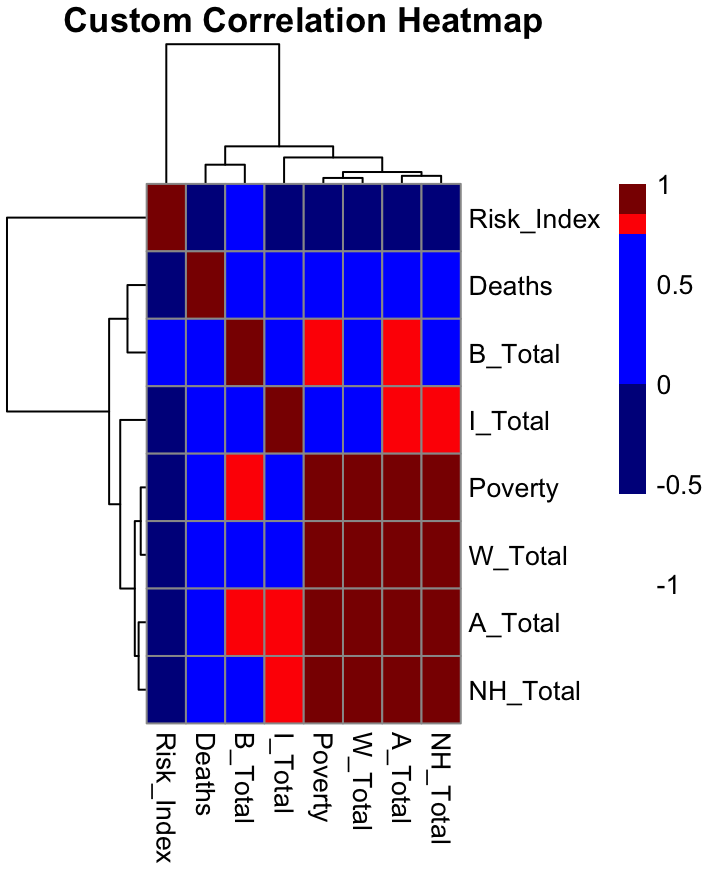 Custom Correlation Heatmap
1
Risk_Index
Deaths
0.5
B_Total
0
I_Total
Poverty
-0.5
W_Total
-1
A_Total
NH_Total
Risk_Index
Deaths
B_Total
I_Total
Poverty
W_Total
A_Total
NH_Total